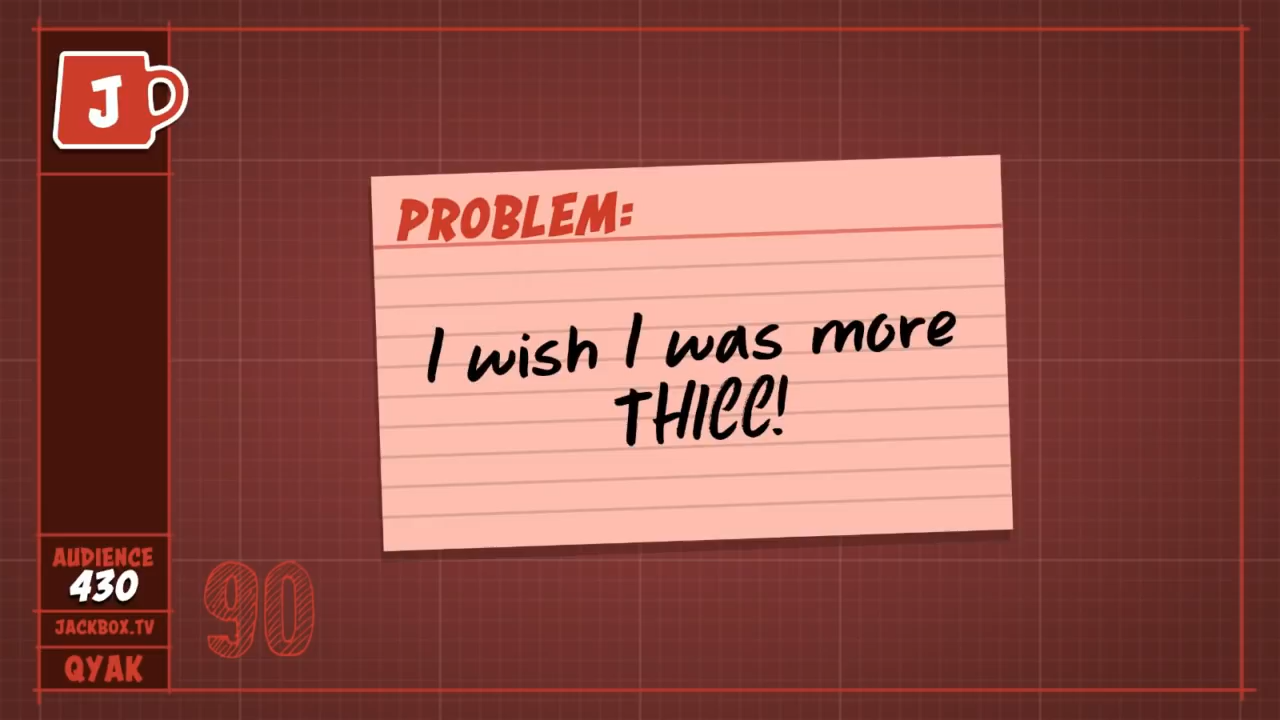 J
PROBLEM:
I wish I was more
THICC!
AUDIENCE
430
JACKBOX.TV
QYAK
90